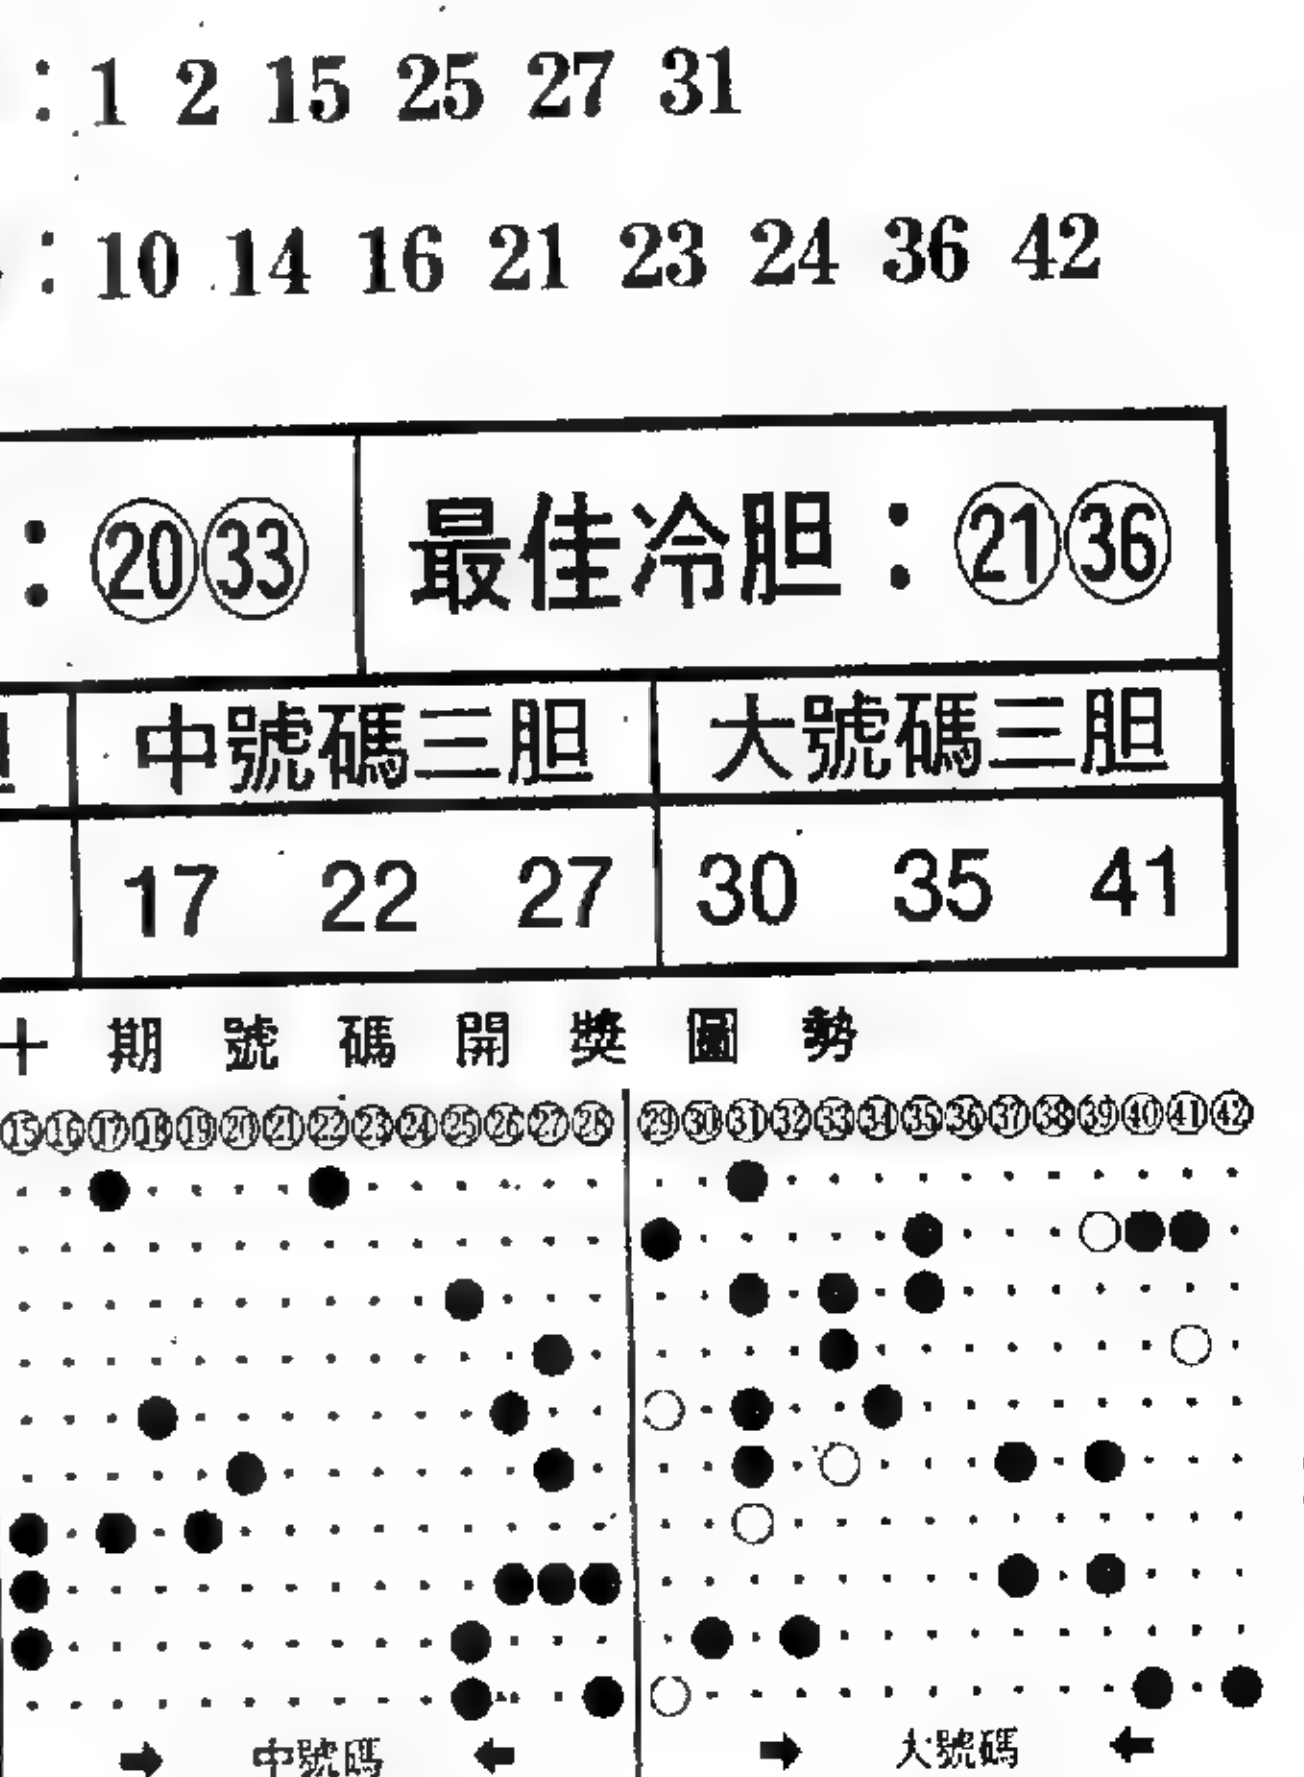 : 1 2 15 25 27 31
: 10 14 16 21 23 24 36 42
: ⑳㉝ 最佳冷胆:㉑㊱
中號碼三胆 大號碼三胆
17 22 27 30 35 41
十期號碼開獎圖勢
⑮⑯⑰⑱⑲⑳㉑㉒㉓㉔㉕㉖㉗㉘ ㉙㉚㉛㉜㉝㉞㉟㊱㊲㊳㊴㊵㊶㊷
➡ 中號碼 ⬅ ➡ 大號碼 ⬅